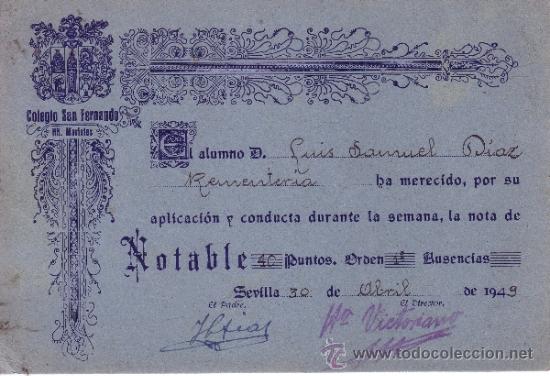 Colegio San Fernando
HH. Maristas
El alumno D. Luis Samuel Díaz
Rementería ha merecido, por su
aplicación y conducta durante la semana, la nota de
Notable 40 Puntos. Orden 1º Ausencias
Sevilla 30 de Abril de 1949
El Padre, El Director,
Hº Victoriano
todocoleccion
www.todocoleccion.net